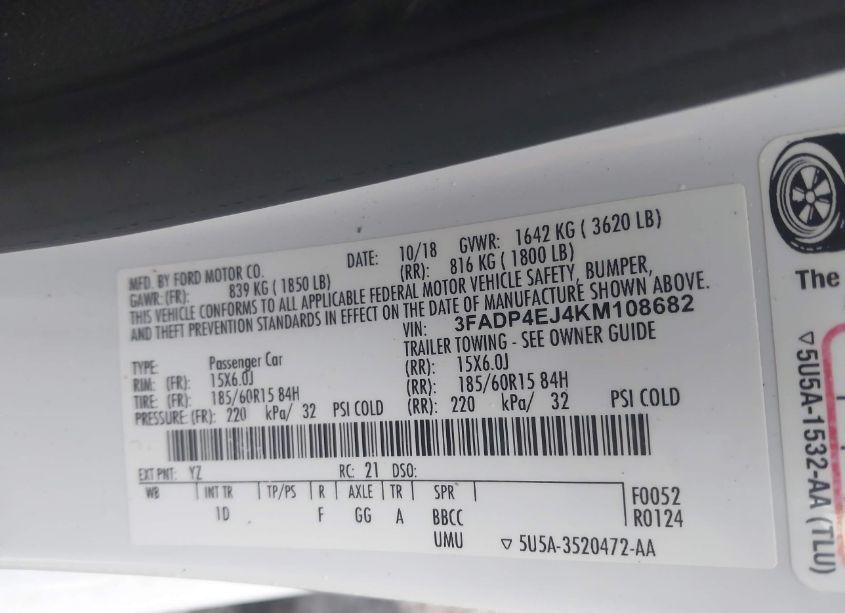 MFD. BY FORD MOTOR CO.
DATE: 10/18 GVWR: 1642 KG ( 3620 LB)
GAWR: (FR): 839 KG ( 1850 LB) (RR): 816 KG ( 1800 LB)
THIS VEHICLE CONFORMS TO ALL APPLICABLE FEDERAL MOTOR VEHICLE SAFETY, BUMPER,
AND THEFT PREVENTION STANDARDS IN EFFECT ON THE DATE OF MANUFACTURE SHOWN ABOVE.
VIN: 3FADP4EJ4KM108682
TYPE: Passenger Car TRAILER TOWING - SEE OWNER GUIDE
RIM: (FR): 15X6.0J (RR): 15X6.0J
TIRE: (FR): 185/60R15 84H (RR): 185/60R15 84H
PRESSURE: (FR): 220 kPa/ 32 PSI COLD (RR): 220 kPa/ 32 PSI COLD
EXT PNT: YZ RC: 21 DSO:
WB INT TR TP/PS R AXLE TR SPR F0052
1D F GG A BBCC R0124
UMU ▽ 5U5A-3520472-AA
The
▽5U5A-1532-AA (TLU)